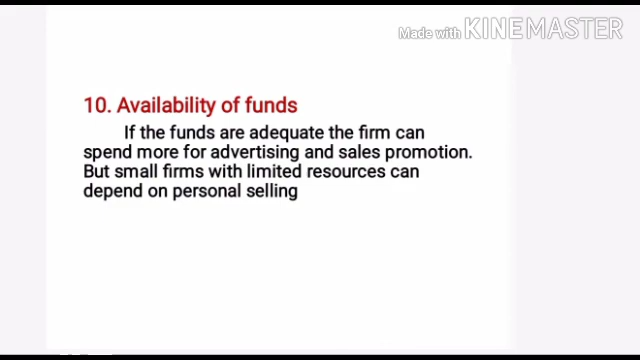 Made with KINEMASTER
10. Availability of funds
If the funds are adequate the firm can
spend more for advertising and sales promotion.
But small firms with limited resources can
depend on personal selling